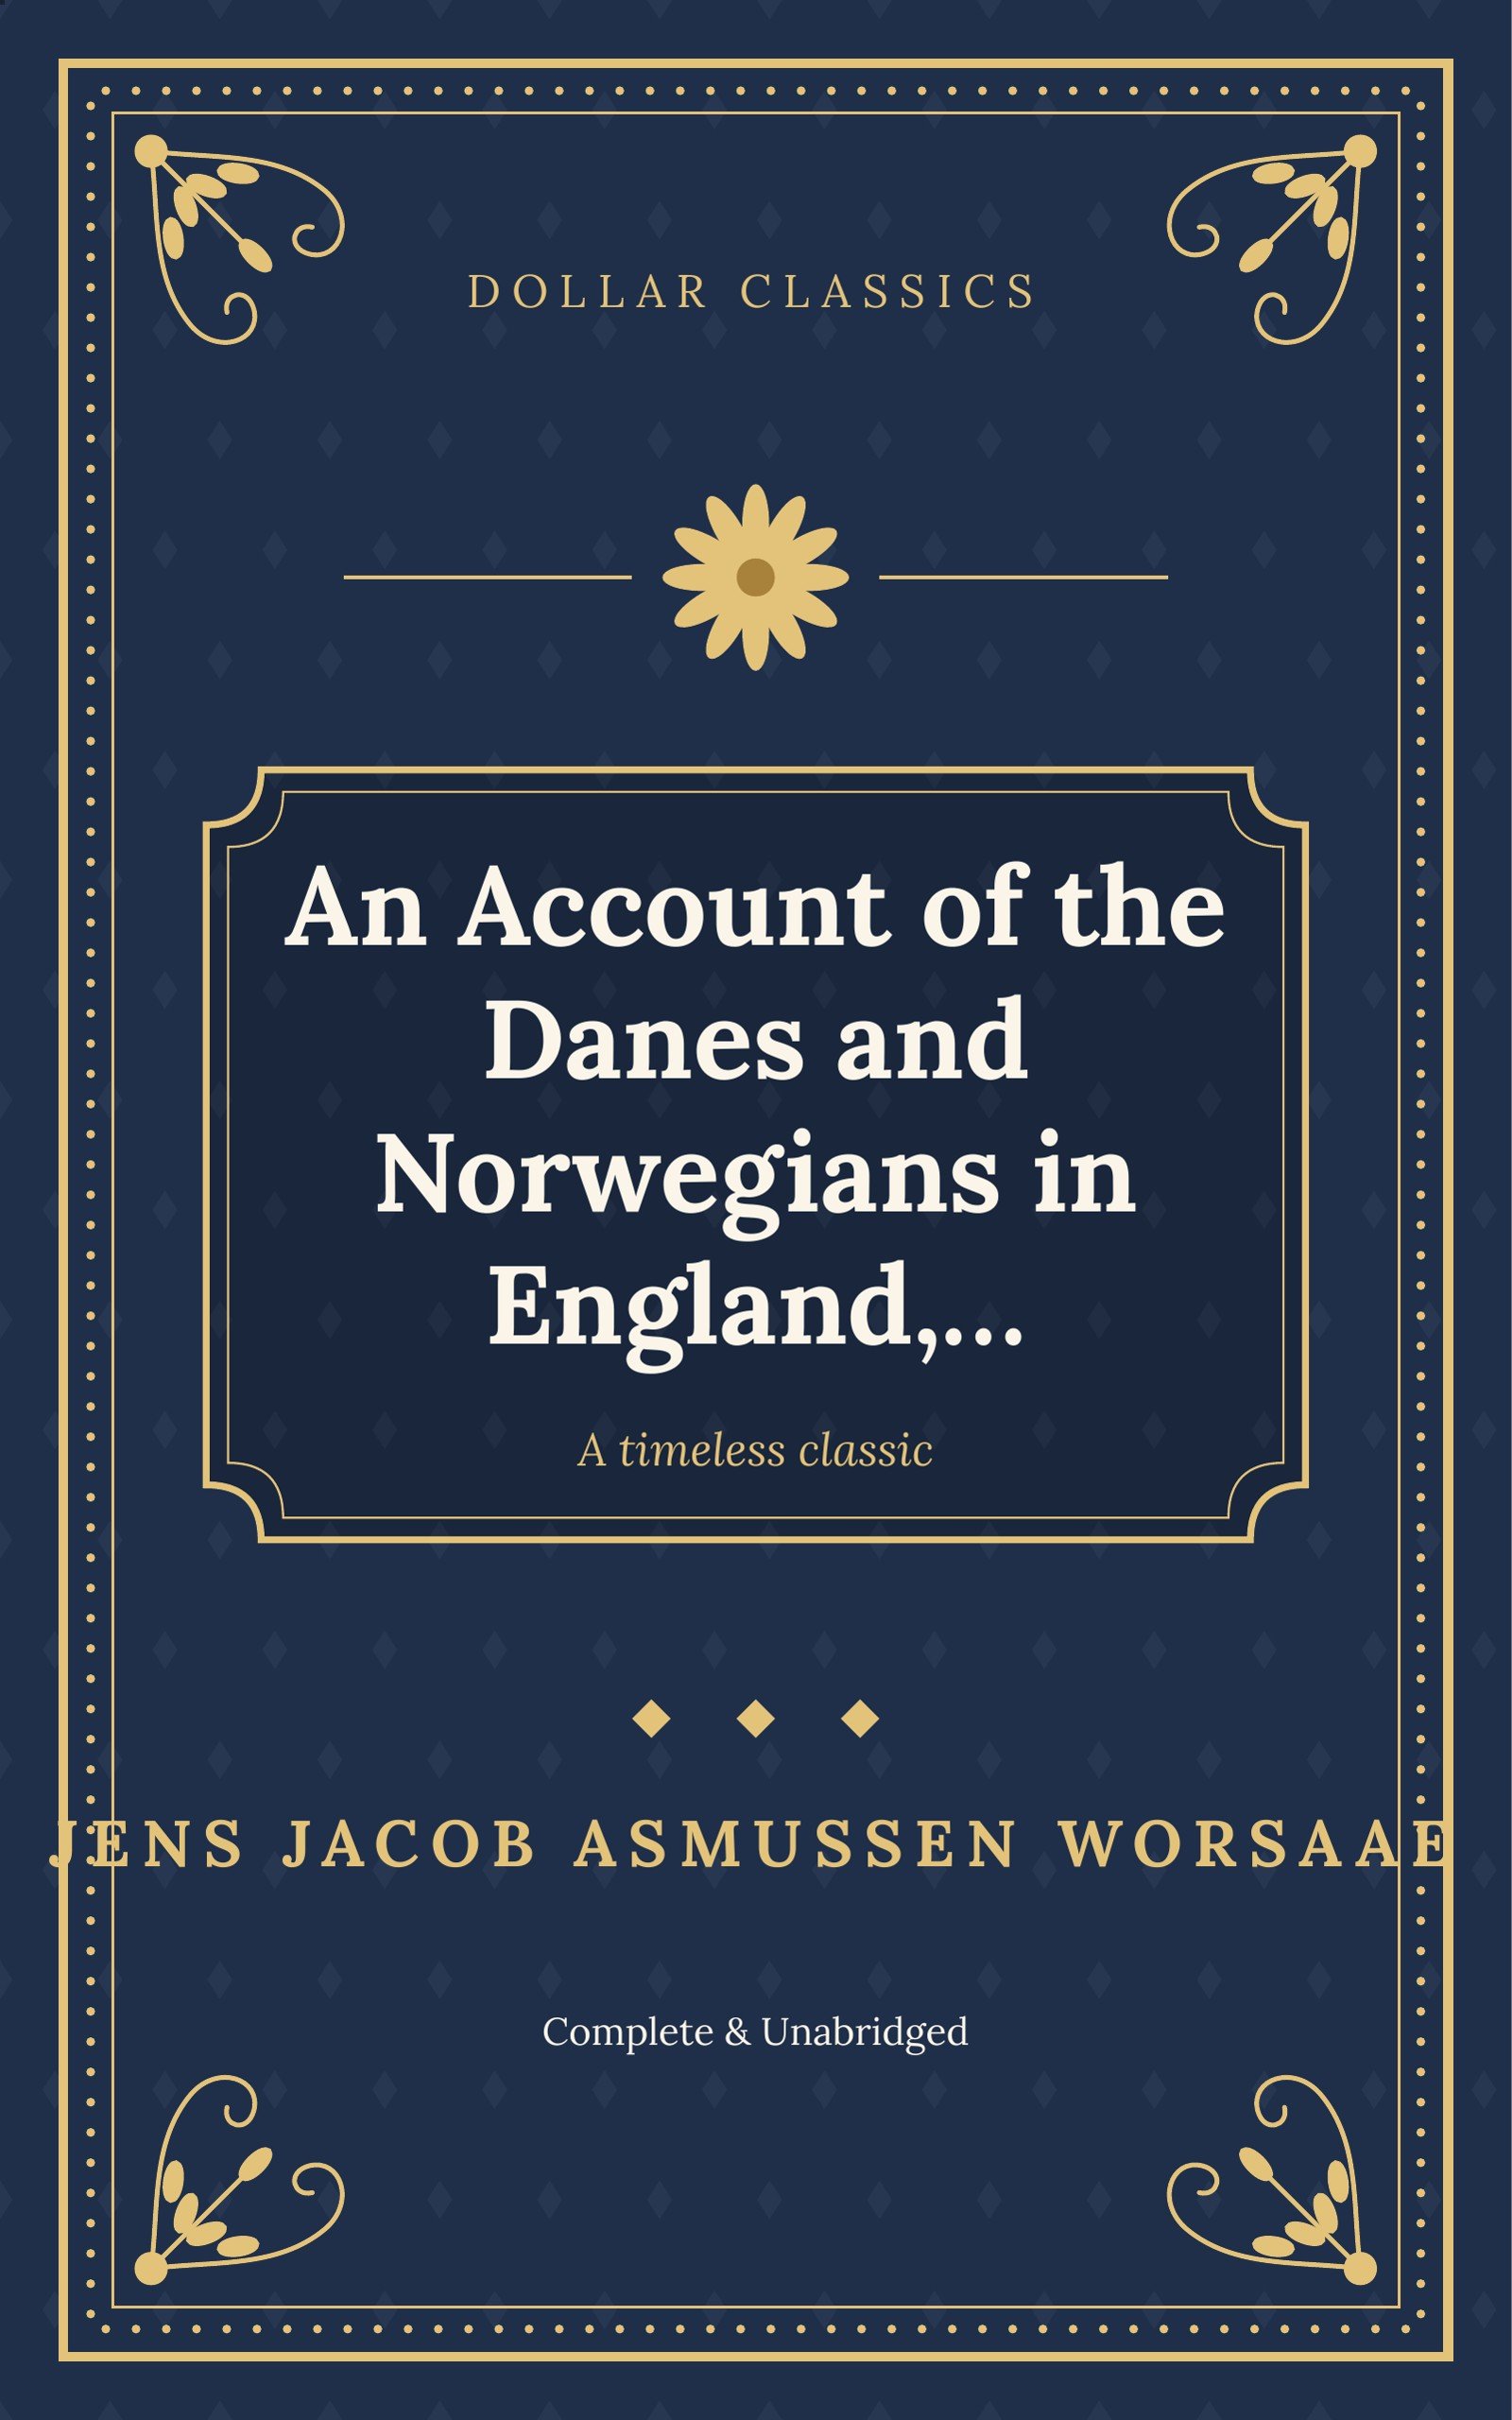 DOLLAR CLASSICS
An Account of the
Danes and
Norwegians in
England,...
A timeless classic
JENS JACOB ASMUSSEN WORSAAE
Complete & Unabridged